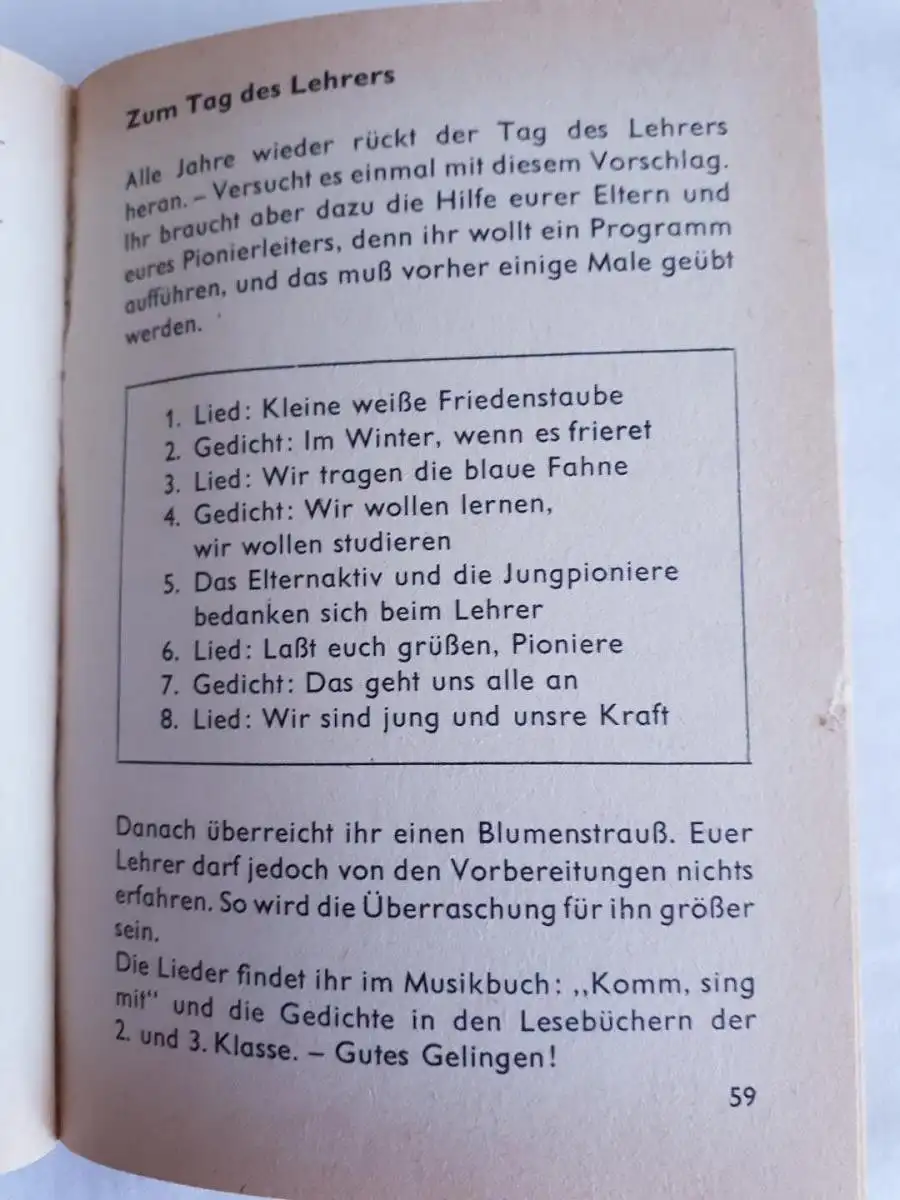 Zum Tag des Lehrers
Alle Jahre wieder rückt der Tag des Lehrers
heran. – Versucht es einmal mit diesem Vorschlag.
Ihr braucht aber dazu die Hilfe eurer Eltern und
eures Pionierleiters, denn ihr wollt ein Programm
aufführen, und das muß vorher einige Male geübt
werden.
1. Lied: Kleine weiße Friedenstaube
2. Gedicht: Im Winter, wenn es frieret
3. Lied: Wir tragen die blaue Fahne
4. Gedicht: Wir wollen lernen,
wir wollen studieren
5. Das Elternaktiv und die Jungpioniere
bedanken sich beim Lehrer
6. Lied: Laßt euch grüßen, Pioniere
7. Gedicht: Das geht uns alle an
8. Lied: Wir sind jung und unsre Kraft
Danach überreicht ihr einen Blumenstrauß. Euer
Lehrer darf jedoch von den Vorbereitungen nichts
erfahren. So wird die Überraschung für ihn größer
sein.
Die Lieder findet ihr im Musikbuch: „Komm, sing
mit“ und die Gedichte in den Lesebüchern der
2. und 3. Klasse. – Gutes Gelingen!
59